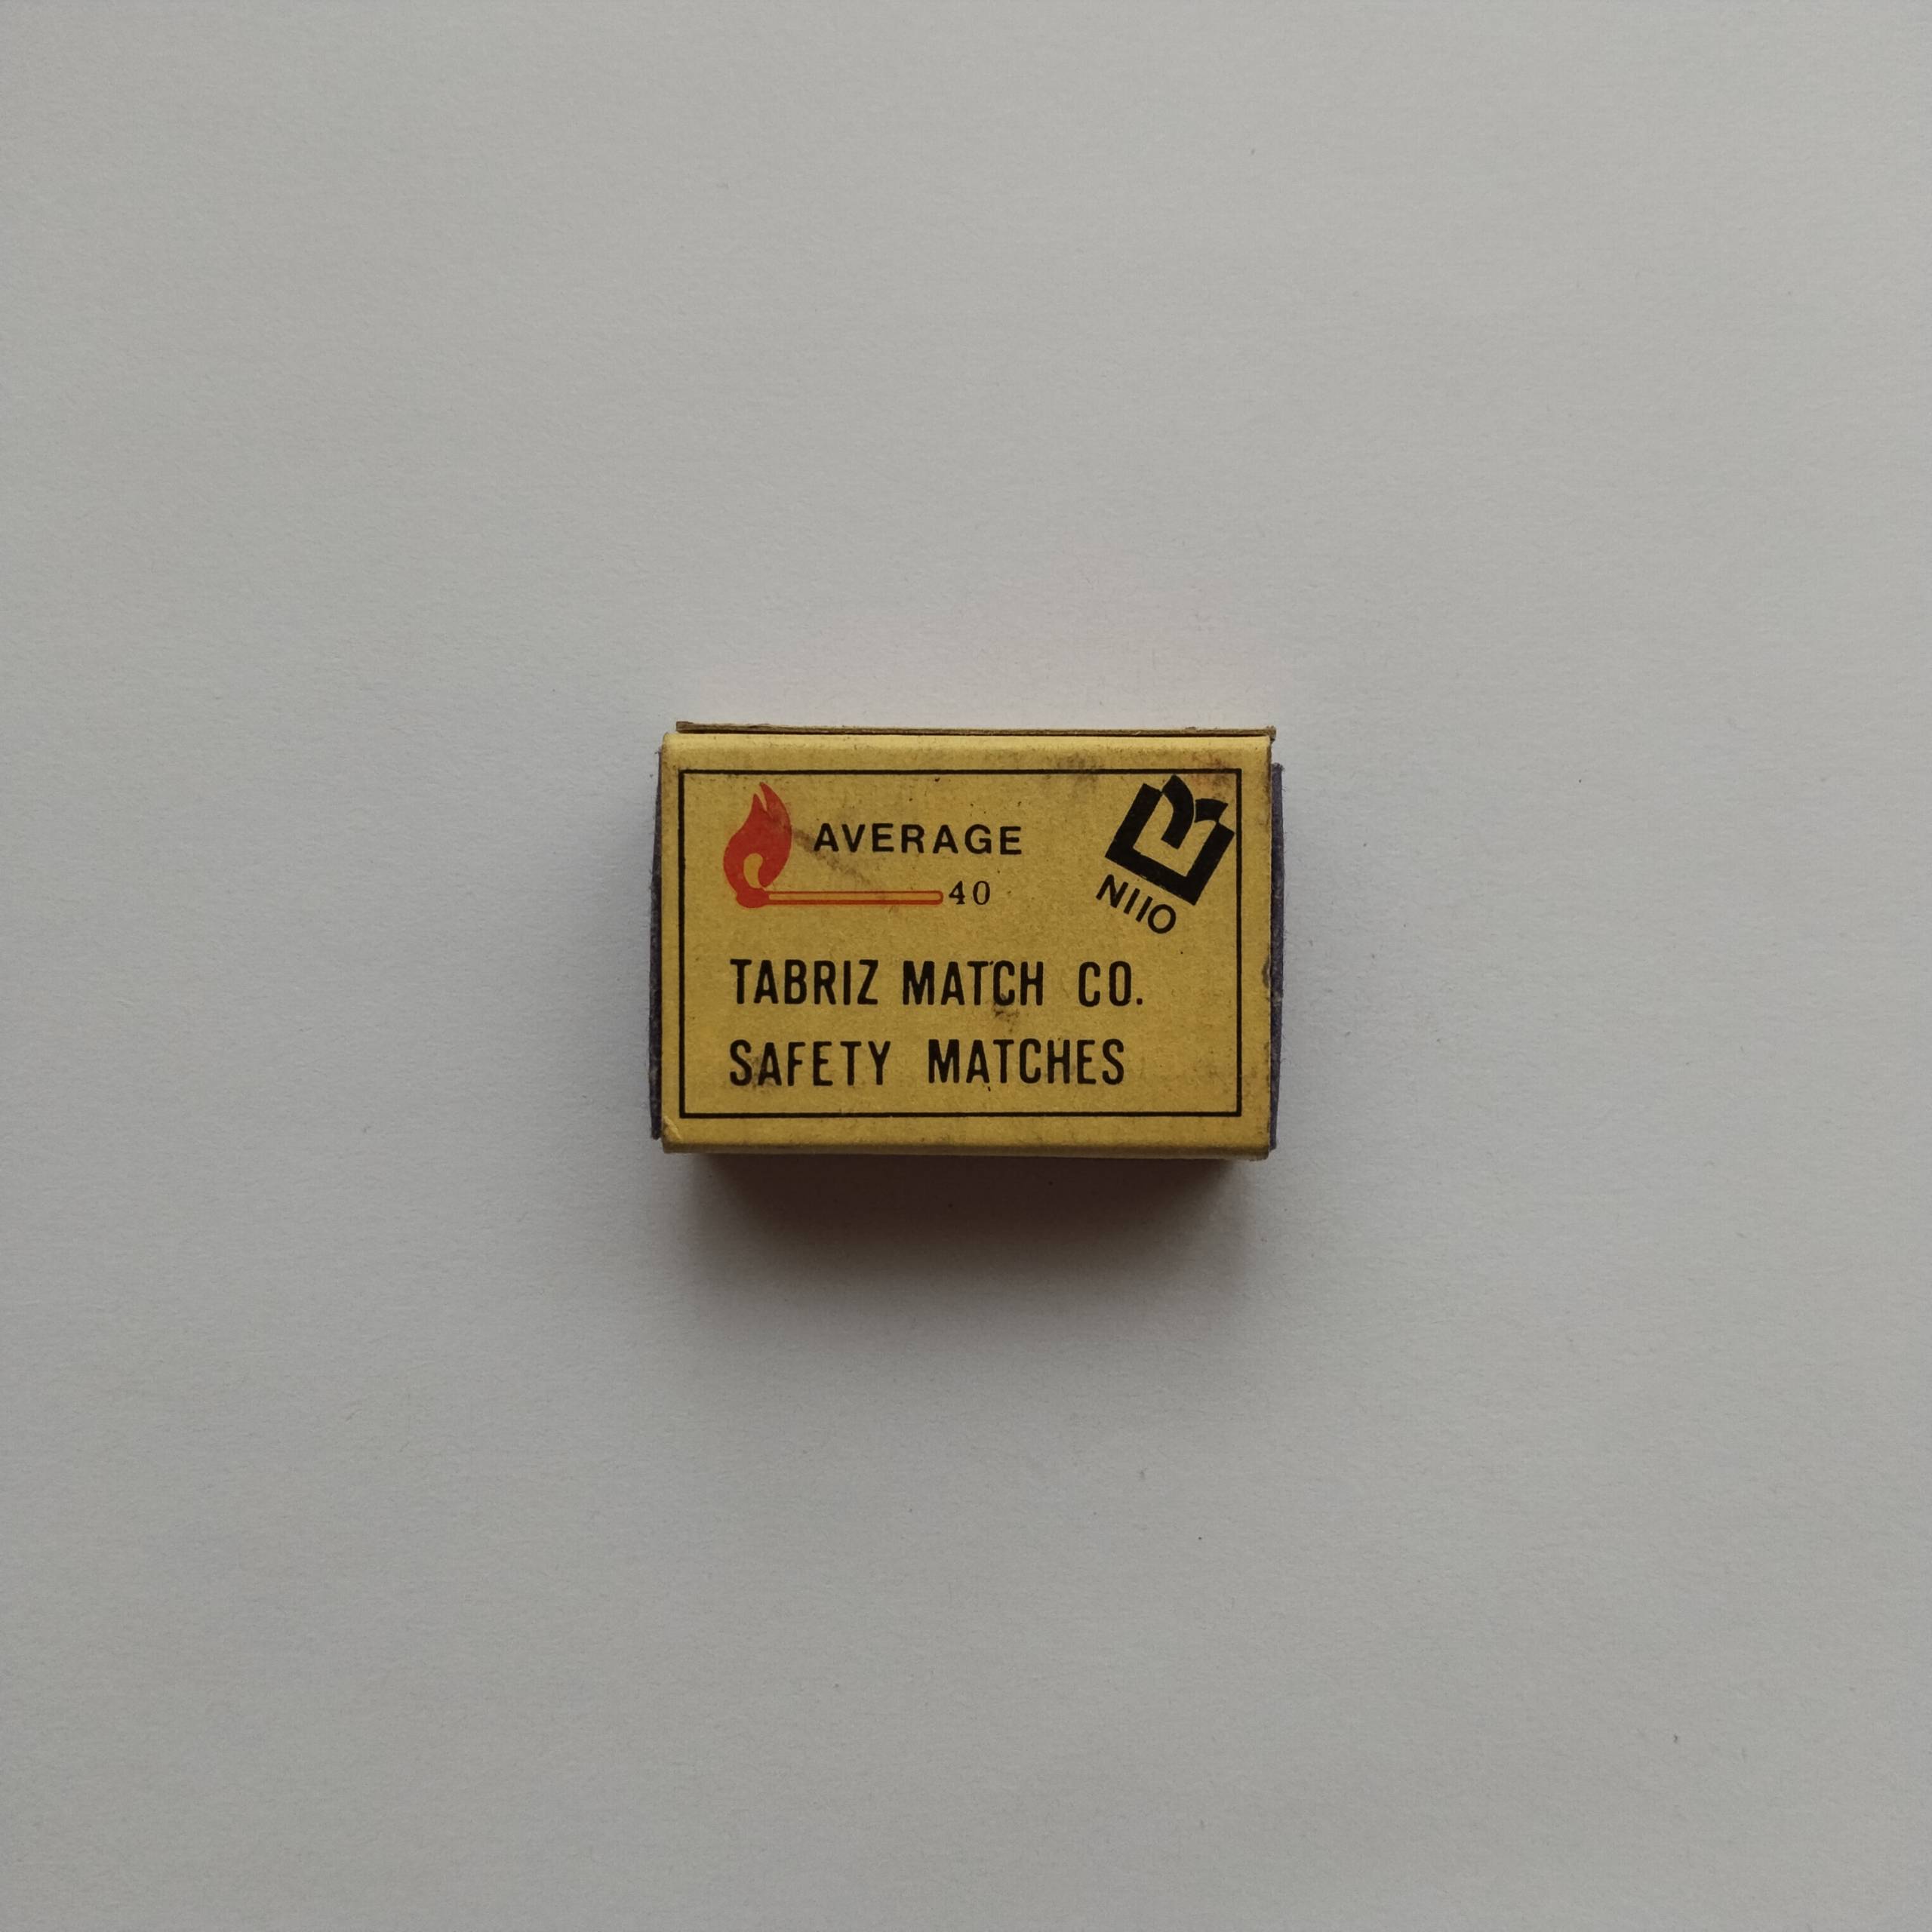 AVERAGE
40
NIIO
TABRIZ MATCH CO.
SAFETY MATCHES